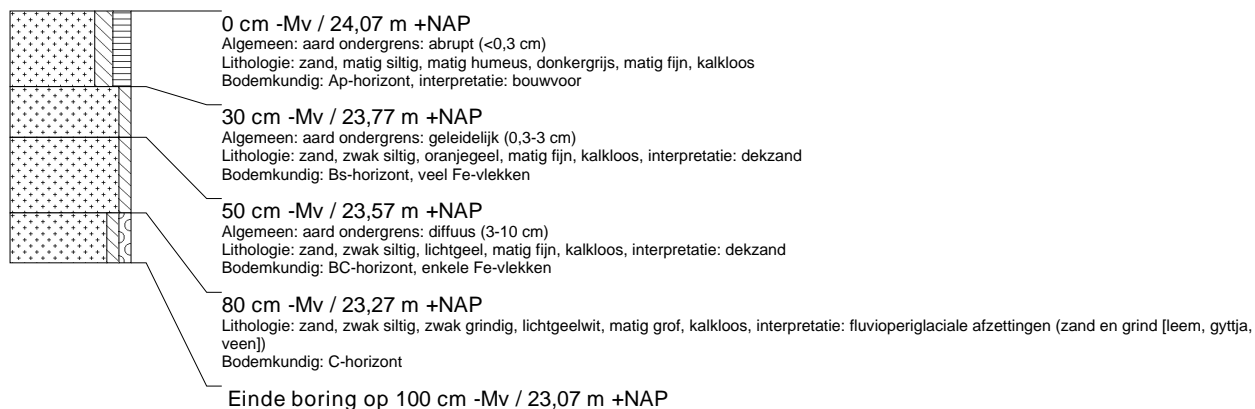 0 cm -Mv / 24,07 m +NAP
Algemeen: aard ondergrens: abrupt (<0,3 cm)
Lithologie: zand, matig siltig, matig humeus, donkergrijs, matig fijn, kalkloos
Bodemkundig: Ap-horizont, interpretatie: bouwvoor
30 cm -Mv / 23,77 m +NAP
Algemeen: aard ondergrens: geleidelijk (0,3-3 cm)
Lithologie: zand, zwak siltig, oranjegeel, matig fijn, kalkloos, interpretatie: dekzand
Bodemkundig: Bs-horizont, veel Fe-vlekken
50 cm -Mv / 23,57 m +NAP
Algemeen: aard ondergrens: diffuus (3-10 cm)
Lithologie: zand, zwak siltig, lichtgeel, matig fijn, kalkloos, interpretatie: dekzand
Bodemkundig: BC-horizont, enkele Fe-vlekken
80 cm -Mv / 23,27 m +NAP
Lithologie: zand, zwak siltig, zwak grindig, lichtgeelwit, matig grof, kalkloos, interpretatie: fluvioperiglaciale afzettingen (zand en grind [leem, gyttja,
veen])
Bodemkundig: C-horizont
Einde boring op 100 cm -Mv / 23,07 m +NAP